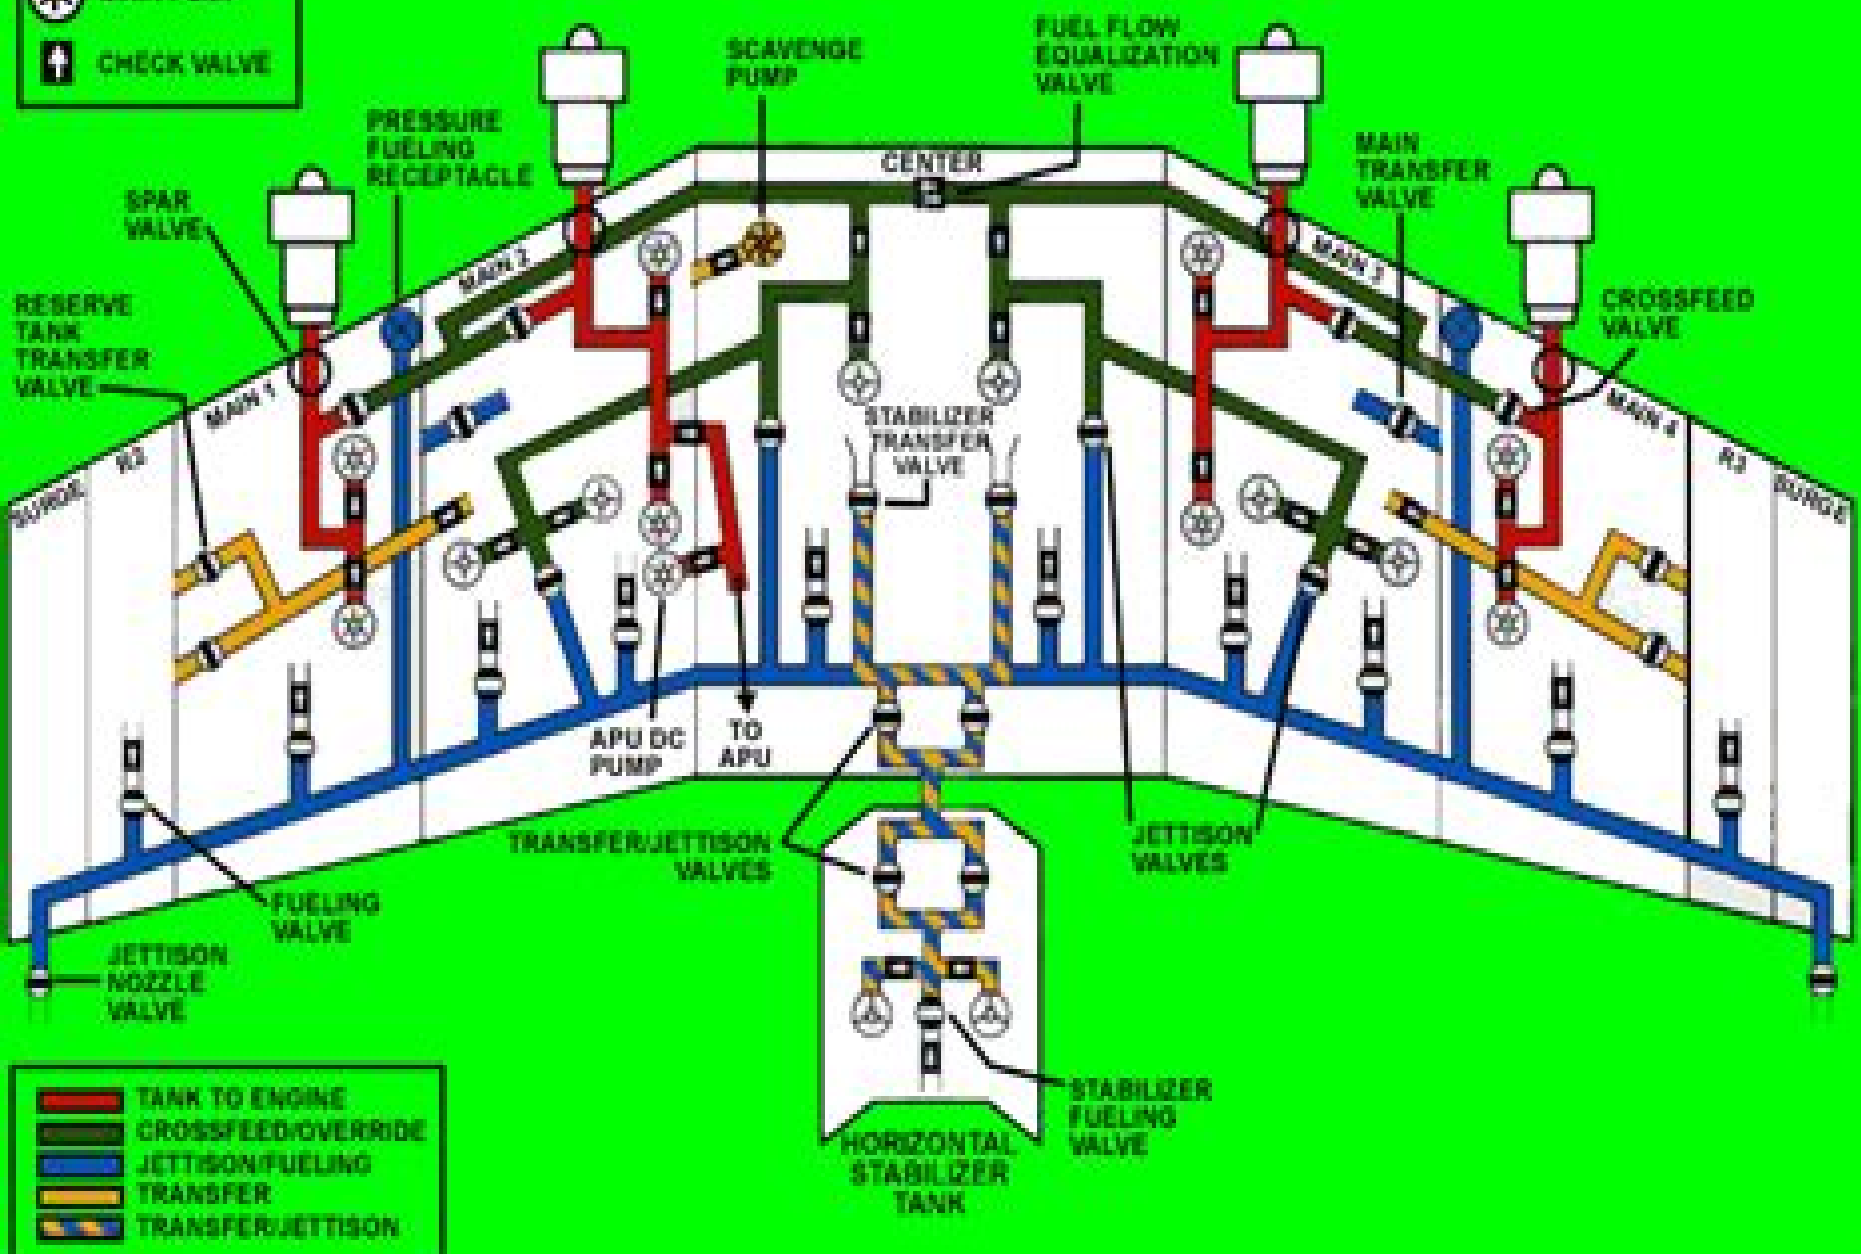 CHECK VALVE
SCAVENGE
PUMP
FUEL FLOW
EQUALIZATION
VALVE
PRESSURE
FUELING
RECEPTACLE
CENTER
MAIN
TRANSFER
VALVE
SPAR
VALVE
MAIN 2
MAIN 3
RESERVE
TANK
TRANSFER
VALVE
CROSSFEED
VALVE
MAIN 1
MAIN 4
STABILIZER
TRANSFER
VALVE
R2
R3
SURGE
SURGE
APU DC
PUMP
TO
APU
TRANSFER/JETTISON
VALVES
JETTISON
VALVES
FUELING
VALVE
JETTISON
NOZZLE
VALVE
STABILIZER
FUELING
VALVE
HORIZONTAL
STABILIZER
TANK
TANK TO ENGINE
CROSSFEED/OVERRIDE
JETTISON/FUELING
TRANSFER
TRANSFER/JETTISON